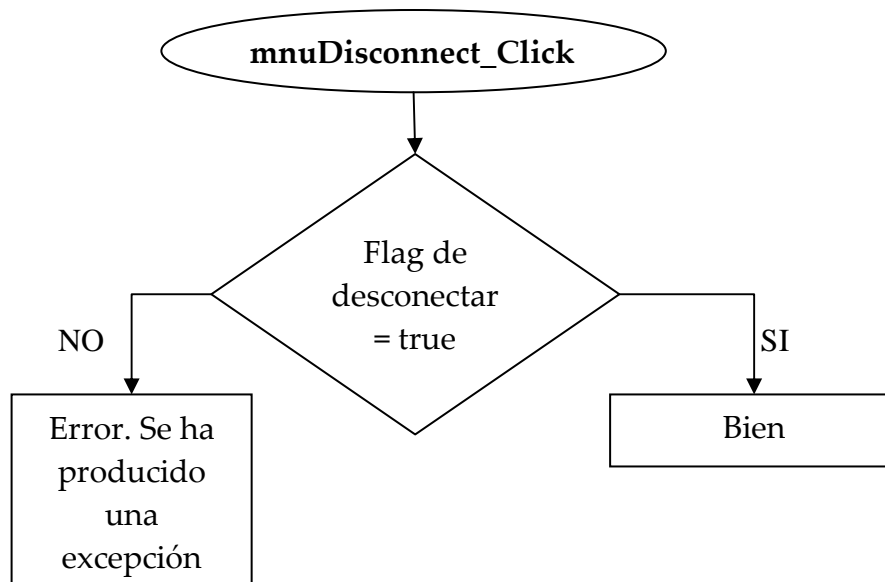 mnuDisconnect_Click
Flag de
desconectar
= true
NO
SI
Error. Se ha
producido
una
excepción
Bien